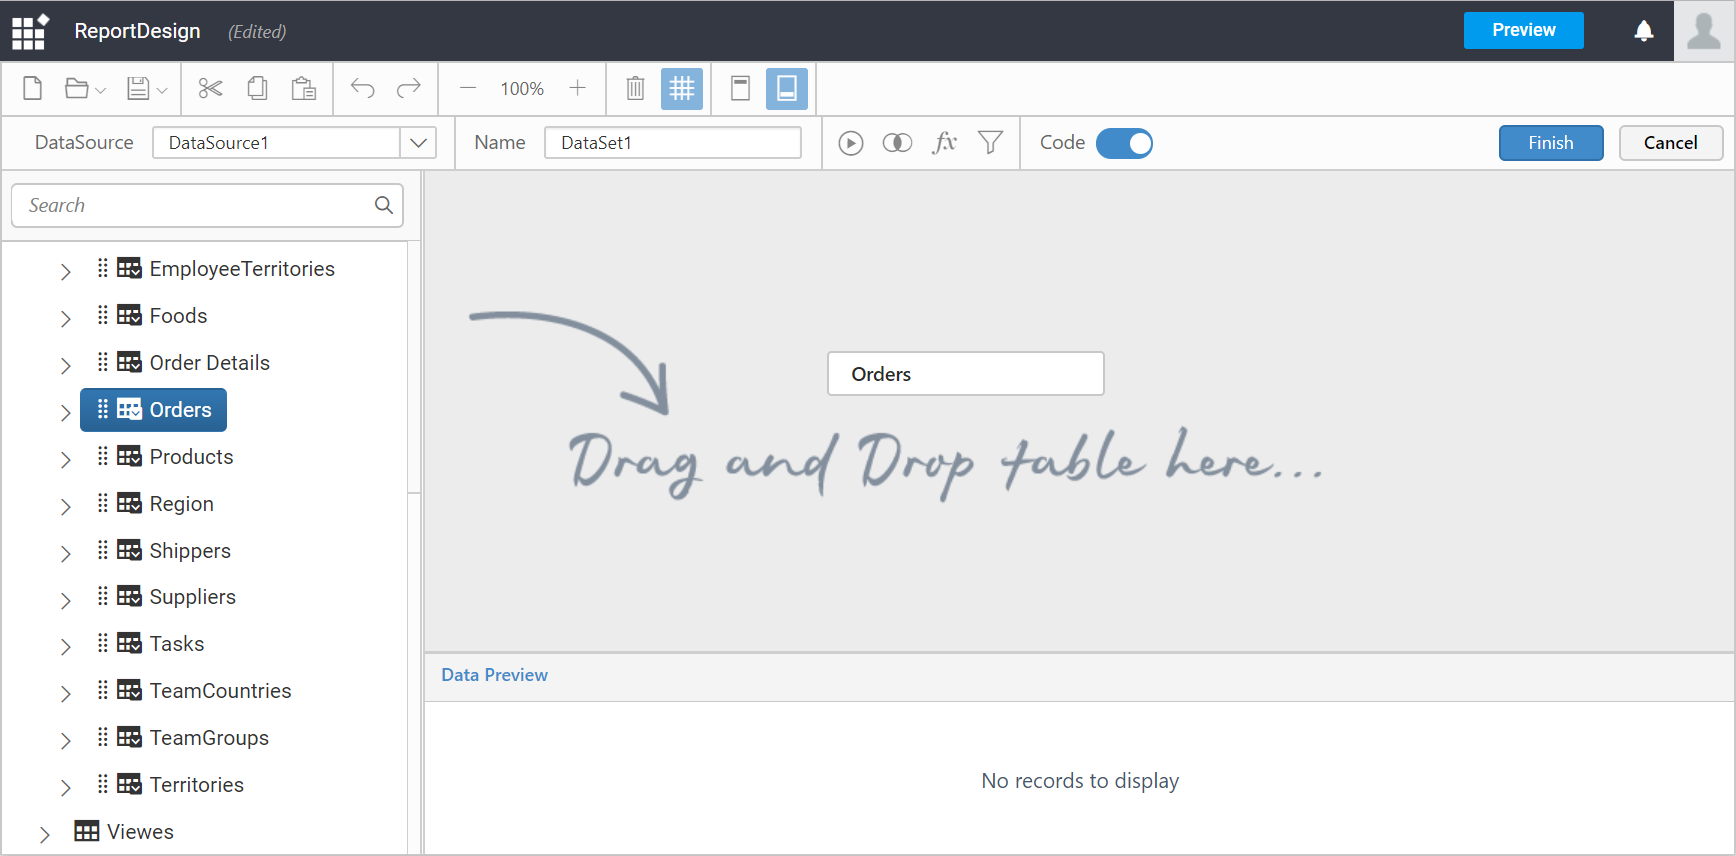 ReportDesign (Edited) Preview
100%
DataSource DataSource1 Name DataSet1 fx Code Finish Cancel
Search
EmployeeTerritories
Foods
Order Details
Orders
Products
Region
Shippers
Suppliers
Tasks
TeamCountries
TeamGroups
Territories
Viewes
Orders
Drag and Drop table here...
Data Preview
No records to display